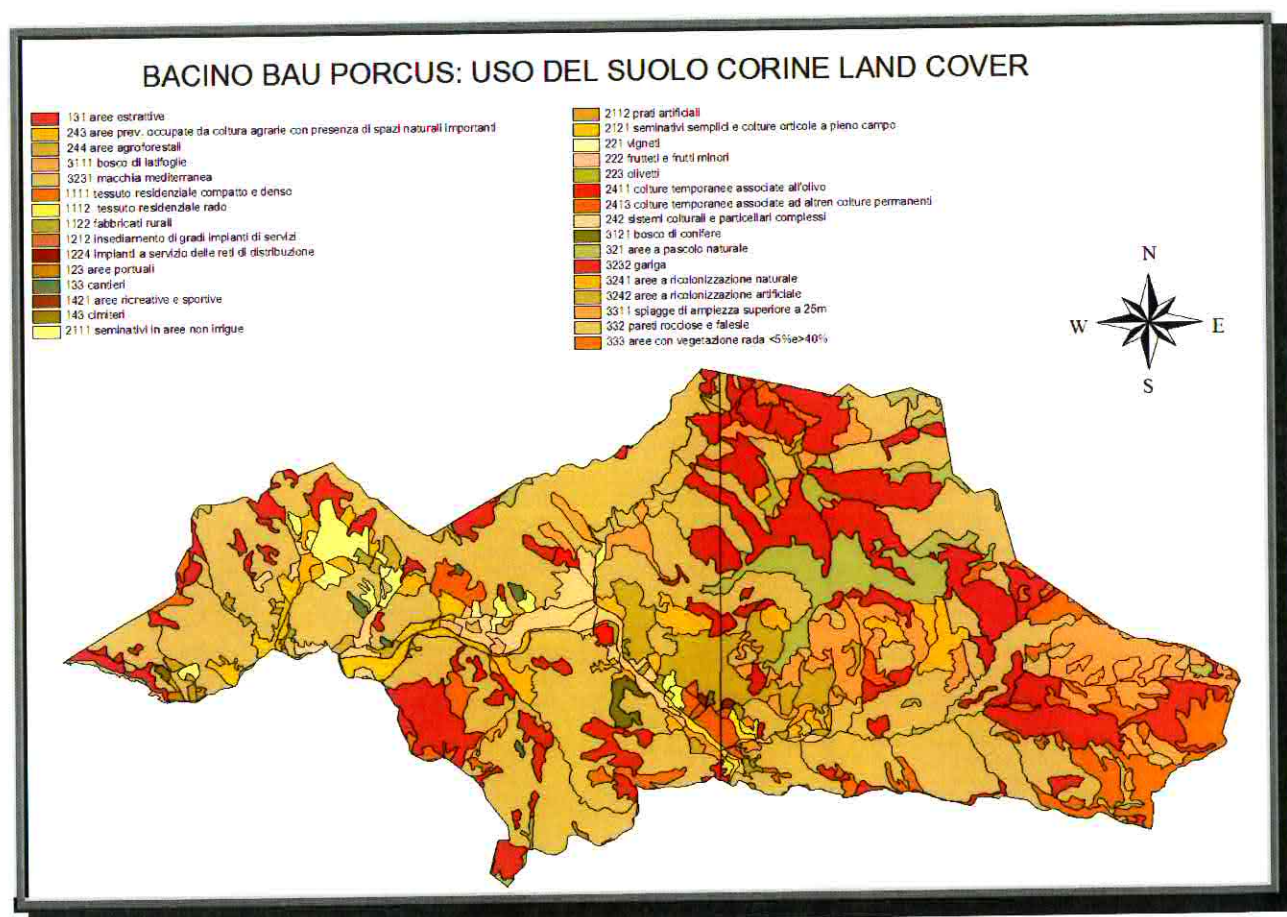 BACINO BAU PORCUS: USO DEL SUOLO CORINE LAND COVER
131 aree estrattive
243 aree prev. occupate da coltura agrarie con presenza di spazi naturali importanti
244 aree agroforestali
3111 bosco di latifoglie
3231 macchia mediterranea
1111 tessuto residenziale compatto e denso
1112 tessuto residenziale rado
1122 fabbricati rurali
1212 insediamento di gradi impianti di servizi
1224 impianti a servizio delle reti di distribuzione
123 aree portuali
133 cantieri
1421 aree ricreative e sportive
143 cimiteri
2111 seminativi in aree non irrigue
2112 prati artificiali
2121 seminativi semplici e colture orticole a pieno campo
221 vigneti
222 frutteti e frutti minori
223 olivetti
2411 colture temporanee associate all'olivo
2413 colture temporanee associate ad altren colture permanenti
242 sistemi colturali e particellari complessi
3121 bosco di conifere
321 aree a pascolo naturale
3232 gariga
3241 aree a ricolonizzazione naturale
3242 aree a ricolonizzazione artificiale
3311 spiagge di ampiezza superiore a 25m
332 pareti rocciose e falesie
333 aree con vegetazione rada <5%e>40%
N
W E
S